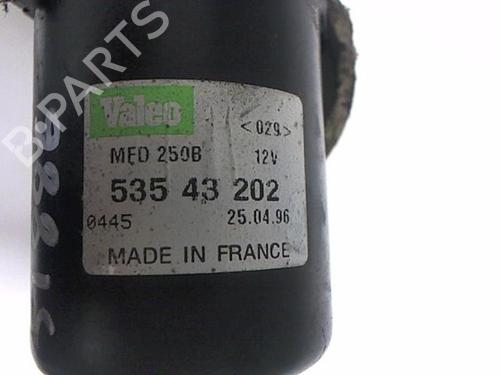 B-PARTS
Valeo
<029>
MED 250B 12V
535 43 202
0445 25.04.96
MADE IN FRANCE